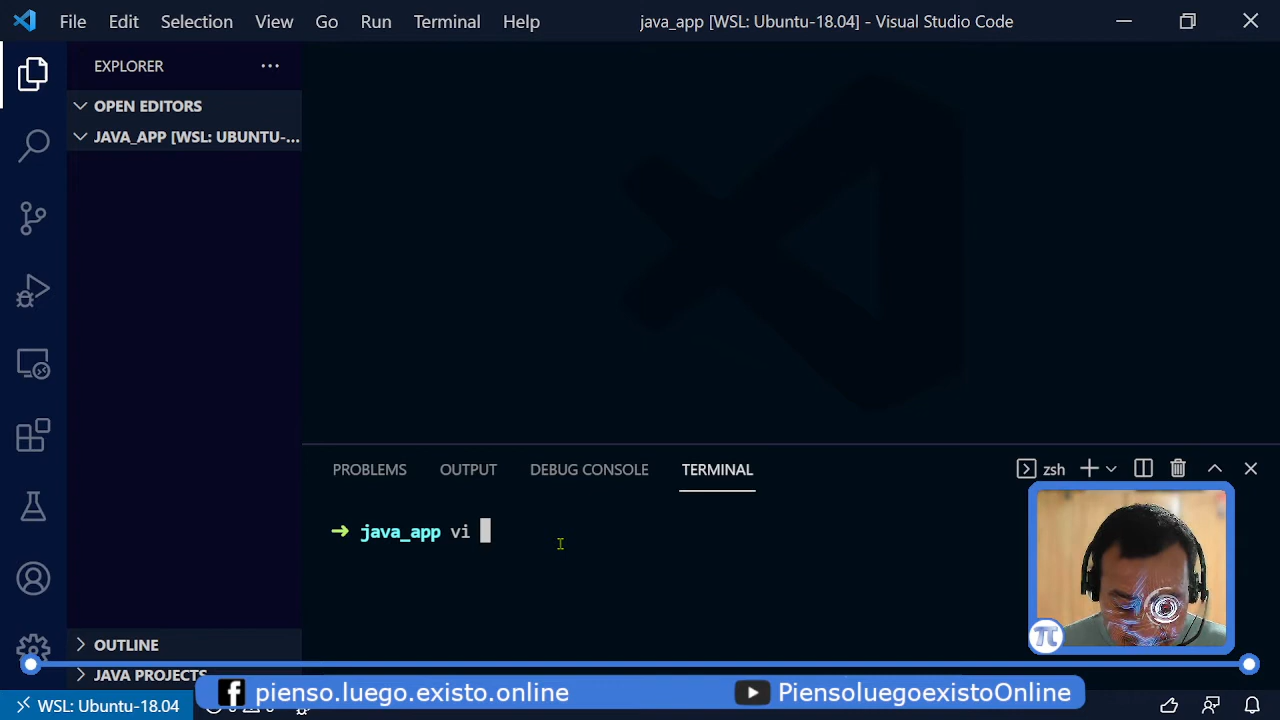 File Edit Selection View Go Run Terminal Help java_app [WSL: Ubuntu-18.04] - Visual Studio Code
EXPLORER
OPEN EDITORS
JAVA_APP [WSL: UBUNTU-...
PROBLEMS OUTPUT DEBUG CONSOLE TERMINAL zsh
➜ java_app vi
OUTLINE
JAVA PROJECTS
WSL: Ubuntu-18.04
pienso.luego.existo.online PiensoluegoexistoOnline